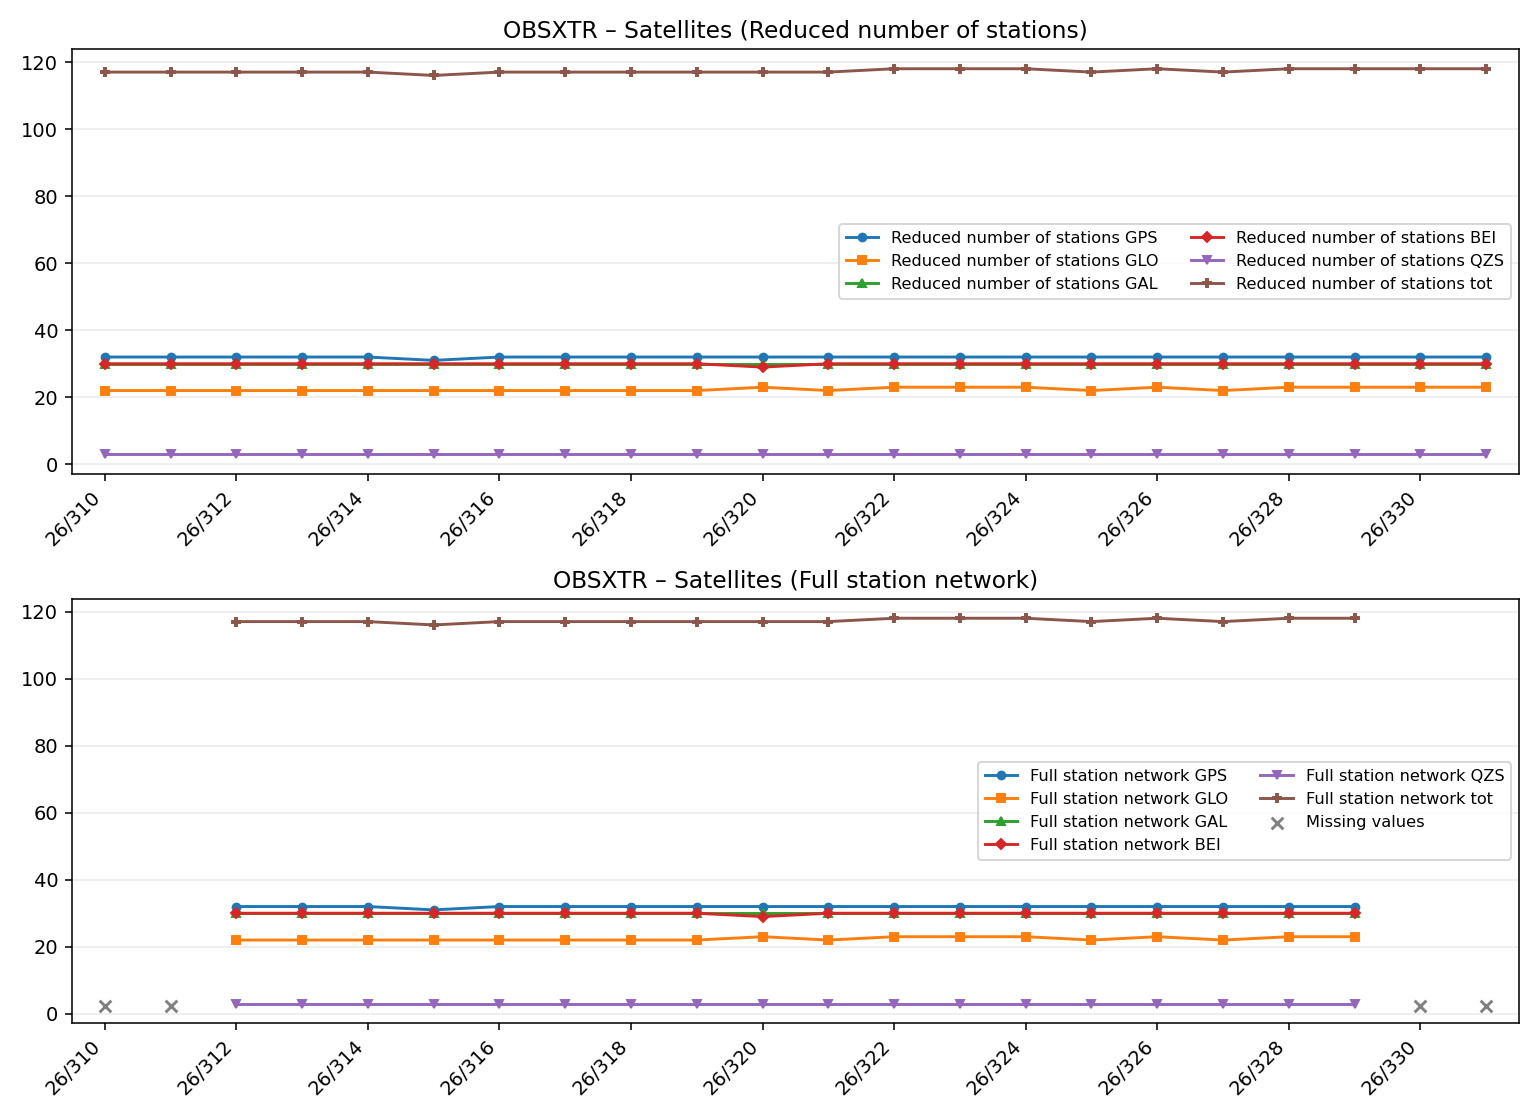 OBSXTR – Satellites (Reduced number of stations)
120
100
80
60
40
20
0
Reduced number of stations GPS
Reduced number of stations GLO
Reduced number of stations GAL
Reduced number of stations BEI
Reduced number of stations QZS
Reduced number of stations tot
26/310
26/312
26/314
26/316
26/318
26/320
26/322
26/324
26/326
26/328
26/330
OBSXTR – Satellites (Full station network)
120
100
80
60
40
20
0
Full station network GPS
Full station network GLO
Full station network GAL
Full station network BEI
Full station network QZS
Full station network tot
Missing values
26/310
26/312
26/314
26/316
26/318
26/320
26/322
26/324
26/326
26/328
26/330